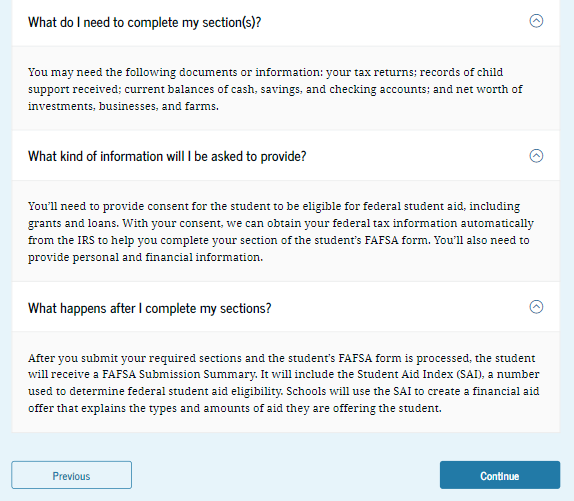 What do I need to complete my section(s)?
You may need the following documents or information: your tax returns; records of child
support received; current balances of cash, savings, and checking accounts; and net worth of
investments, businesses, and farms.
What kind of information will I be asked to provide?
You’ll need to provide consent for the student to be eligible for federal student aid, including
grants and loans. With your consent, we can obtain your federal tax information automatically
from the IRS to help you complete your section of the student’s FAFSA form. You’ll also need to
provide personal and financial information.
What happens after I complete my sections?
After you submit your required sections and the student’s FAFSA form is processed, the student
will receive a FAFSA Submission Summary. It will include the Student Aid Index (SAI), a number
used to determine federal student aid eligibility. Schools will use the SAI to create a financial aid
offer that explains the types and amounts of aid they are offering the student.
Previous
Continue